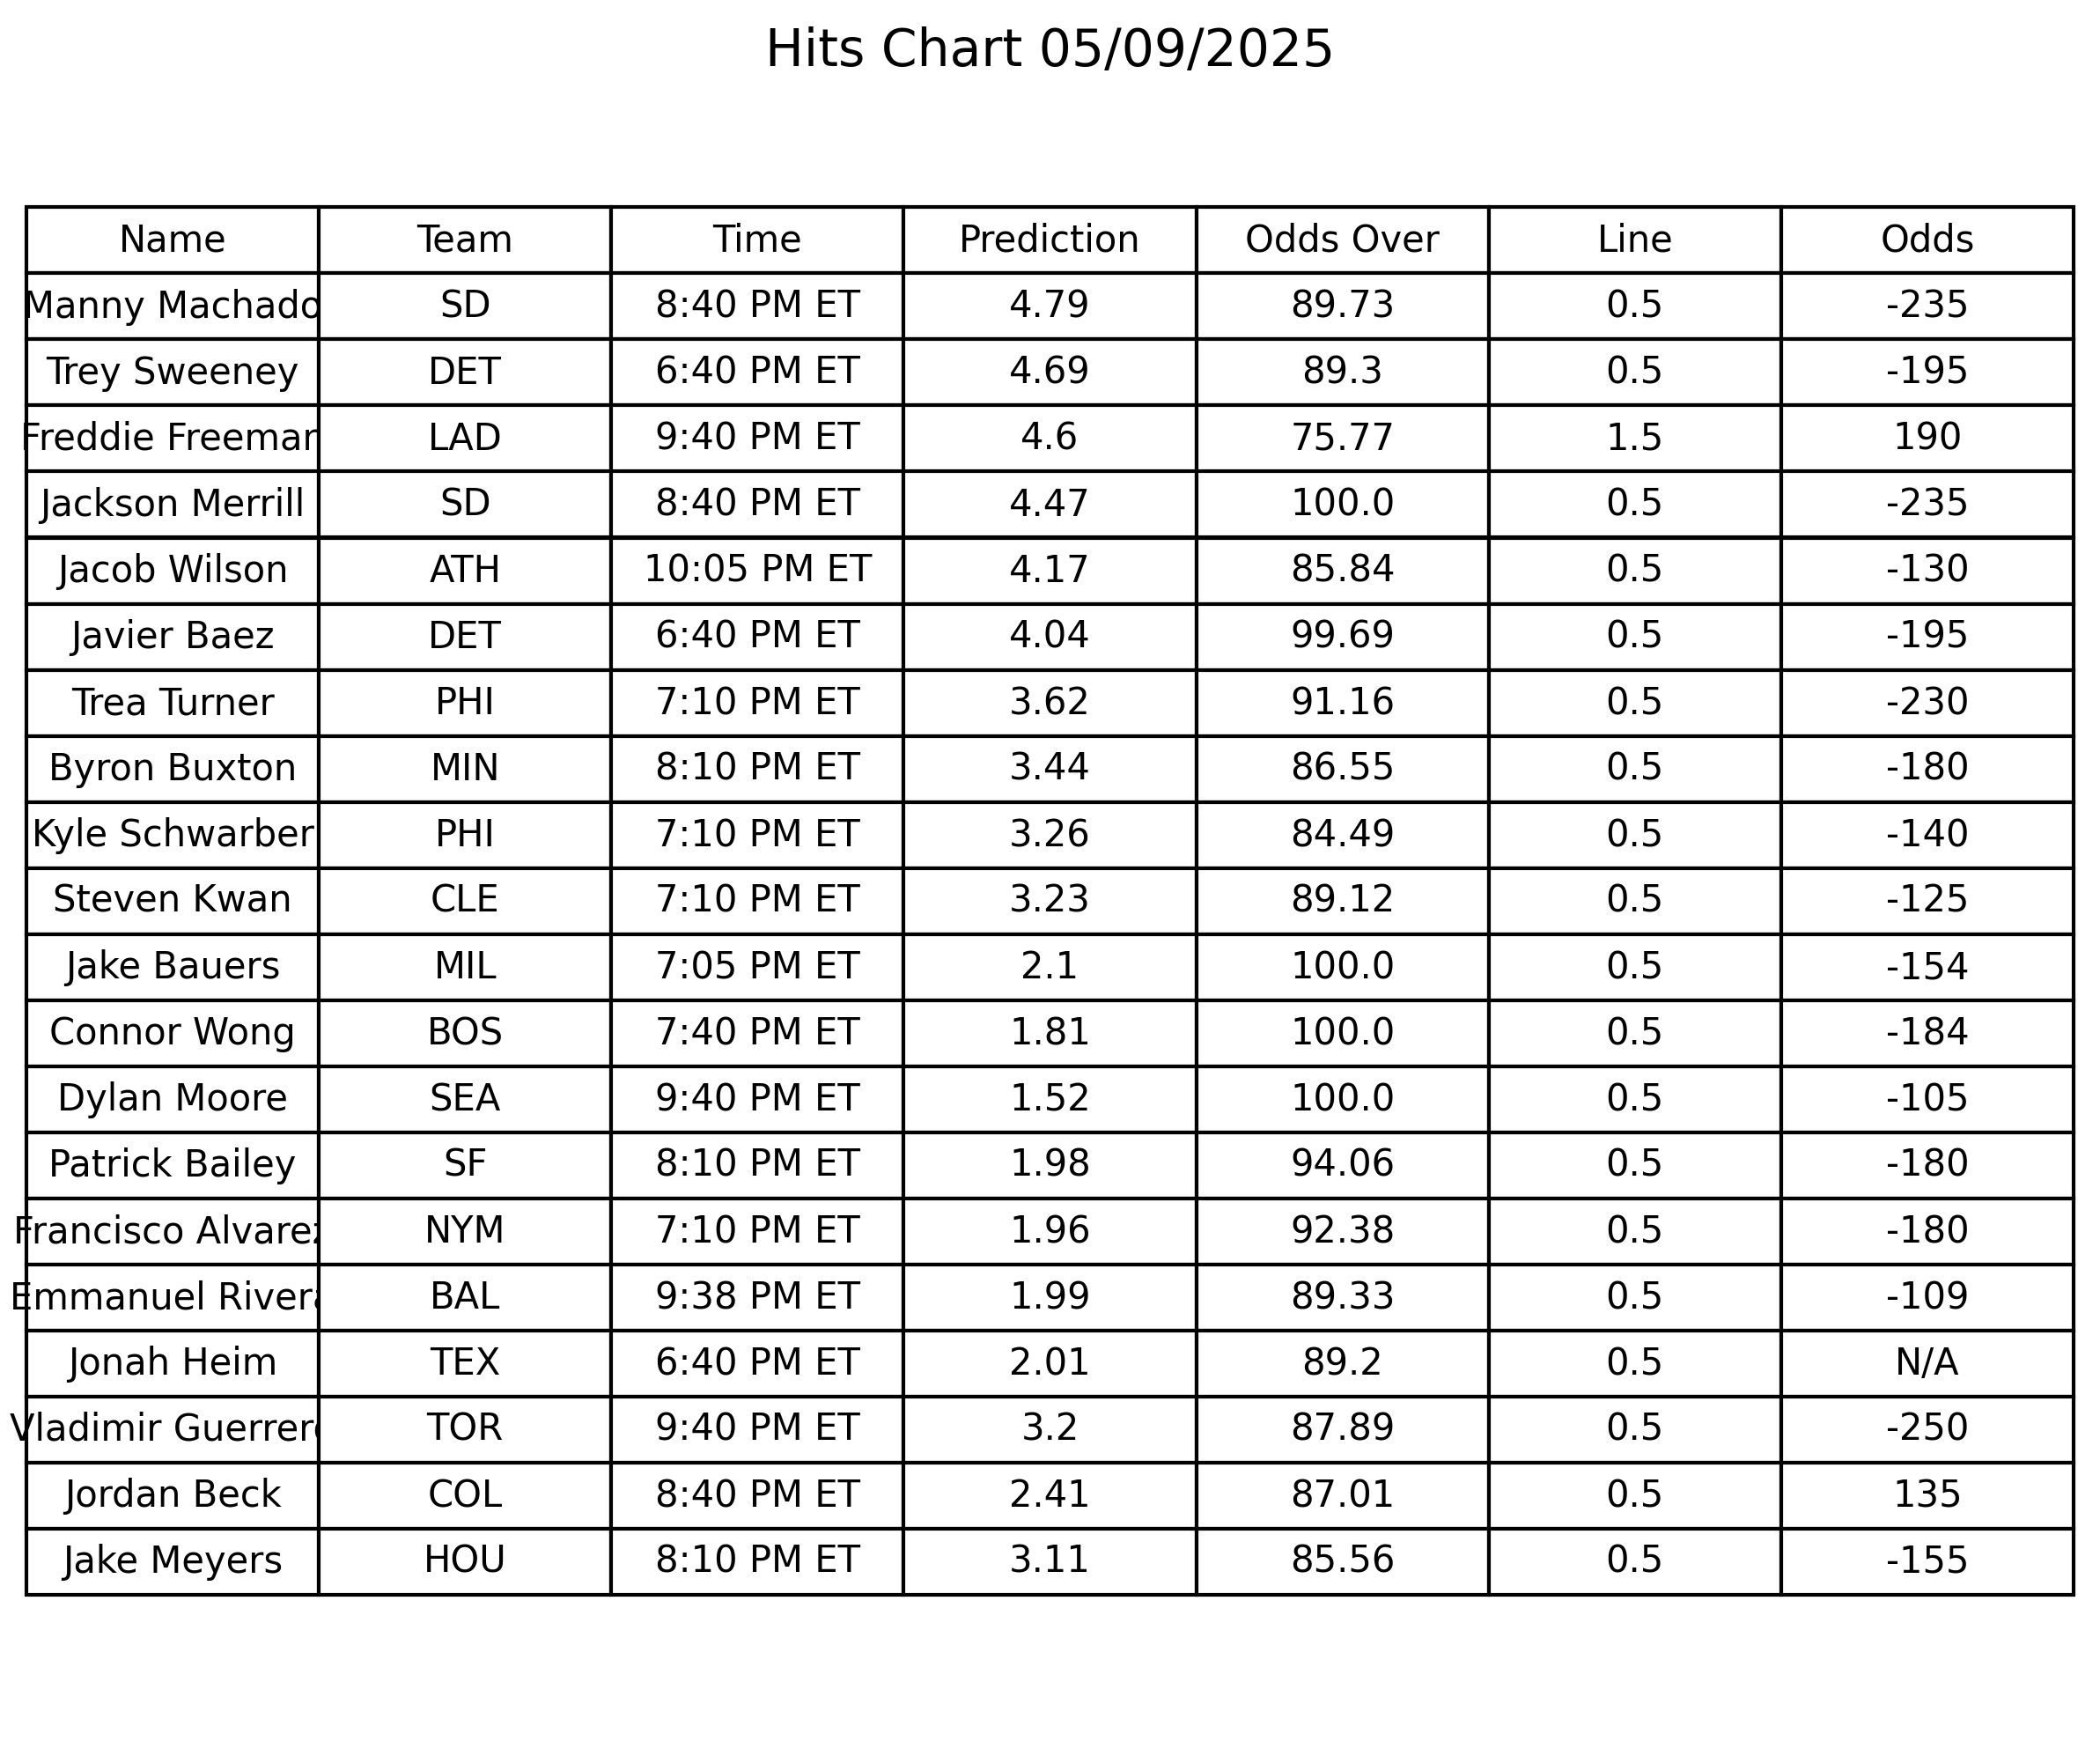 Hits Chart 05/09/2025
Name Team Time Prediction Odds Over Line Odds
Manny Machado SD 8:40 PM ET 4.79 89.73 0.5 -235
Trey Sweeney DET 6:40 PM ET 4.69 89.3 0.5 -195
Freddie Freeman LAD 9:40 PM ET 4.6 75.77 1.5 190
Jackson Merrill SD 8:40 PM ET 4.47 100.0 0.5 -235
Jacob Wilson ATH 10:05 PM ET 4.17 85.84 0.5 -130
Javier Baez DET 6:40 PM ET 4.04 99.69 0.5 -195
Trea Turner PHI 7:10 PM ET 3.62 91.16 0.5 -230
Byron Buxton MIN 8:10 PM ET 3.44 86.55 0.5 -180
Kyle Schwarber PHI 7:10 PM ET 3.26 84.49 0.5 -140
Steven Kwan CLE 7:10 PM ET 3.23 89.12 0.5 -125
Jake Bauers MIL 7:05 PM ET 2.1 100.0 0.5 -154
Connor Wong BOS 7:40 PM ET 1.81 100.0 0.5 -184
Dylan Moore SEA 9:40 PM ET 1.52 100.0 0.5 -105
Patrick Bailey SF 8:10 PM ET 1.98 94.06 0.5 -180
Francisco Alvarez NYM 7:10 PM ET 1.96 92.38 0.5 -180
Emmanuel Rivera BAL 9:38 PM ET 1.99 89.33 0.5 -109
Jonah Heim TEX 6:40 PM ET 2.01 89.2 0.5 N/A
Vladimir Guerrero TOR 9:40 PM ET 3.2 87.89 0.5 -250
Jordan Beck COL 8:40 PM ET 2.41 87.01 0.5 135
Jake Meyers HOU 8:10 PM ET 3.11 85.56 0.5 -155